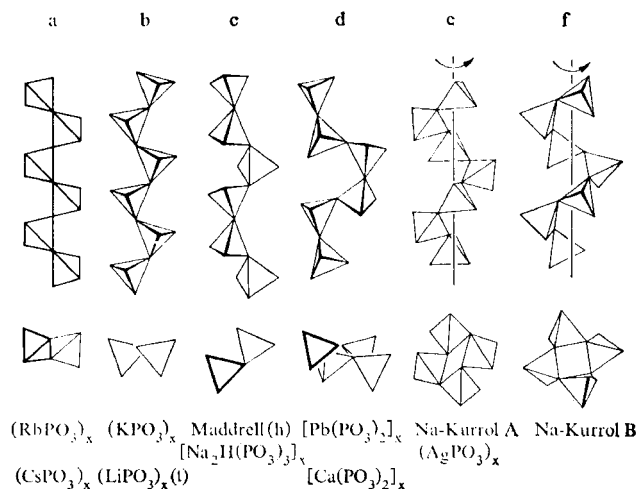 a b c d e f
(RbPO₃)ₓ (KPO₃)ₓ Maddrell(h) [Pb(PO₃)₂]ₓ Na-Kurrol A Na-Kurrol B
[Na₂H(PO₃)₃]ₓ (AgPO₃)ₓ
(CsPO₃)ₓ (LiPO₃)ₓ(t) [Ca(PO₃)₂]ₓ